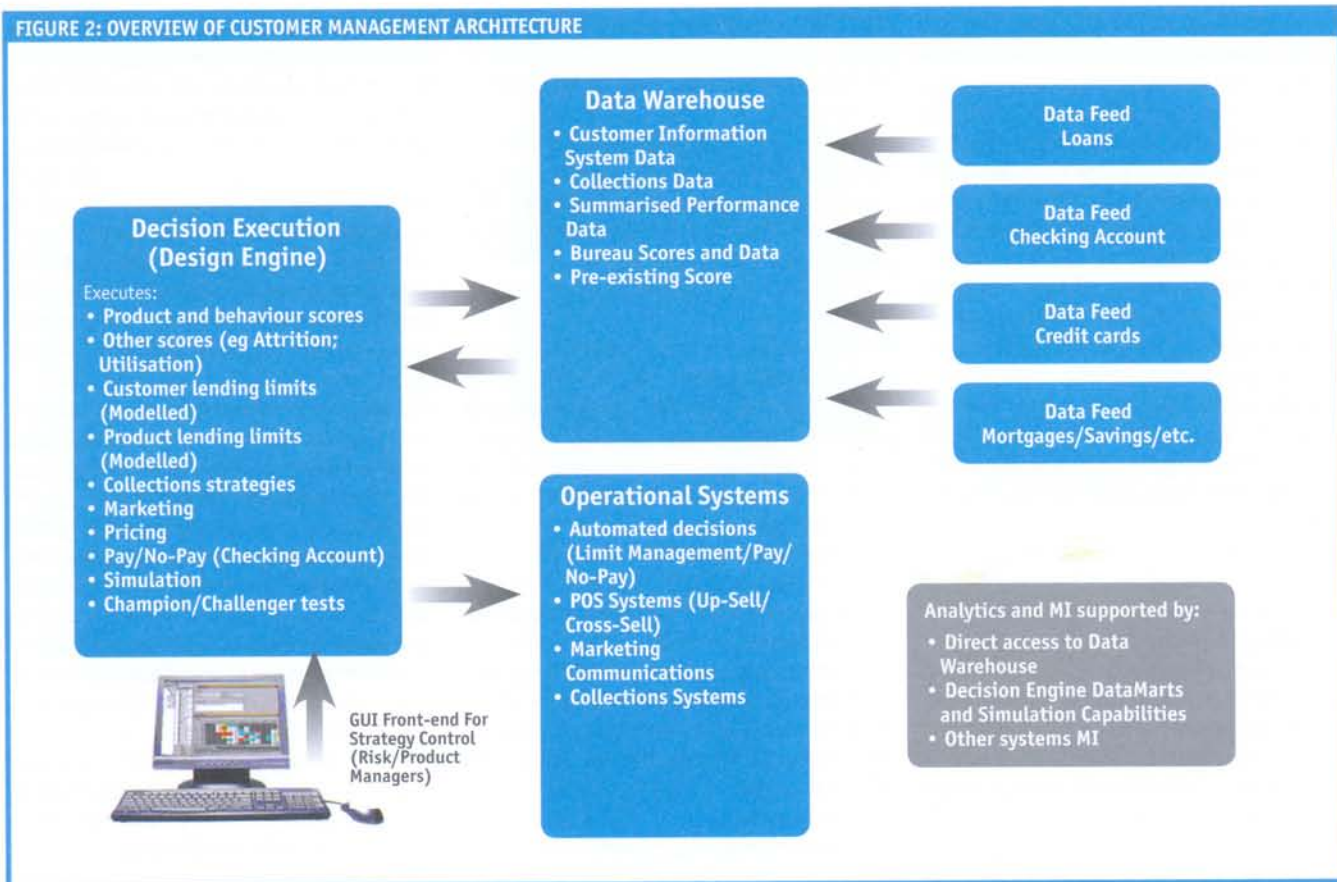 FIGURE 2: OVERVIEW OF CUSTOMER MANAGEMENT ARCHITECTURE
Decision Execution
(Design Engine)
Executes:
• Product and behaviour scores
• Other scores (eg Attrition;
Utilisation)
• Customer lending limits
(Modelled)
• Product lending limits
(Modelled)
• Collections strategies
• Marketing
• Pricing
• Pay/No-Pay (Checking Account)
• Simulation
• Champion/Challenger tests
GUI Front-end For
Strategy Control
(Risk/Product
Managers)
Data Warehouse
• Customer Information
System Data
• Collections Data
• Summarised Performance
Data
• Bureau Scores and Data
• Pre-existing Score
Operational Systems
• Automated decisions
(Limit Management/Pay/
No-Pay)
• POS Systems (Up-Sell/
Cross-Sell)
• Marketing
Communications
• Collections Systems
Data Feed
Loans
Data Feed
Checking Account
Data Feed
Credit cards
Data Feed
Mortgages/Savings/etc.
Analytics and MI supported by:
• Direct access to Data
Warehouse
• Decision Engine DataMarts
and Simulation Capabilities
• Other systems MI